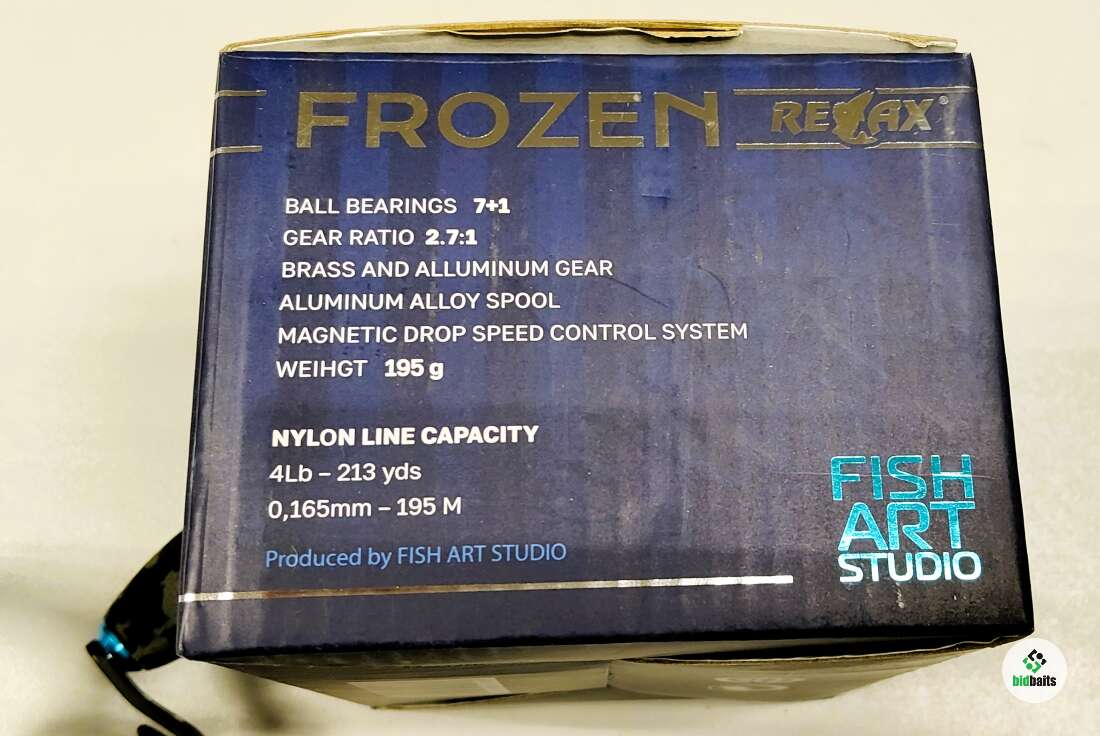 FROZEN RELAX®
BALL BEARINGS 7+1
GEAR RATIO 2.7:1
BRASS AND ALLUMINUM GEAR
ALUMINUM ALLOY SPOOL
MAGNETIC DROP SPEED CONTROL SYSTEM
WEIHGT 195 g
NYLON LINE CAPACITY
4Lb – 213 yds
0,165mm – 195 M
Produced by FISH ART STUDIO
FISH
ART
STUDIO
bidbaits